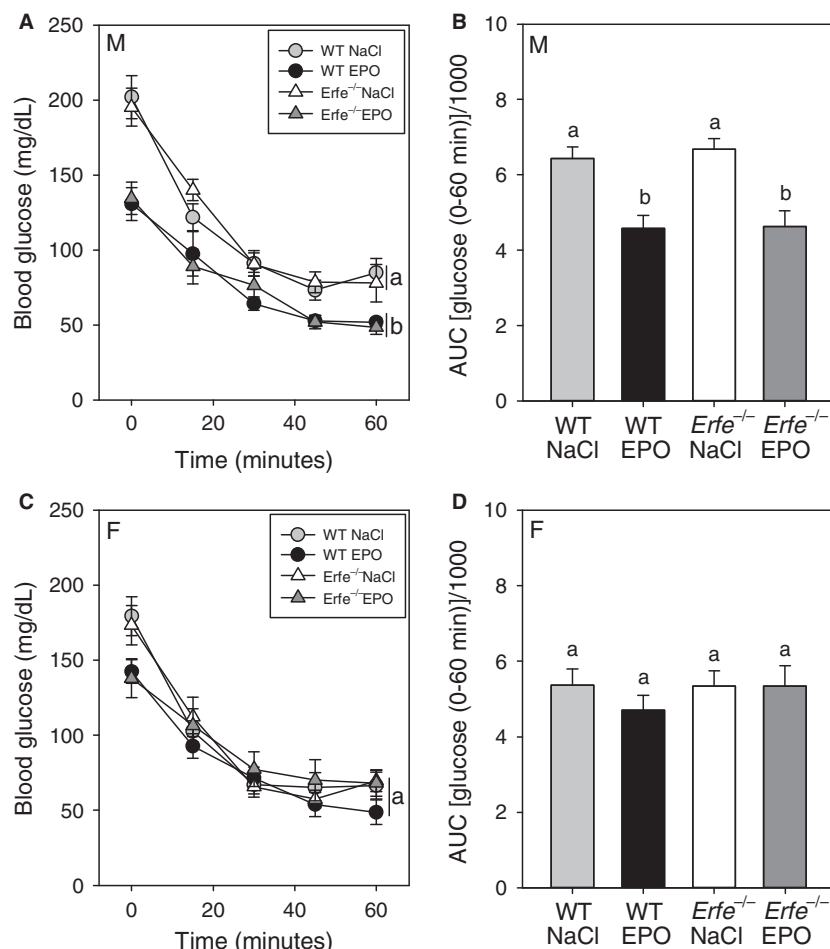 A
M
250
200
150
100
50
0
Blood glucose (mg/dL)
WT NaCl
WT EPO
Erfe⁻/⁻NaCl
Erfe⁻/⁻EPO
a
b
0 20 40 60
Time (minutes)
B
M
10
8
6
4
2
0
AUC [glucose (0-60 min)]/1000
a
b
a
b
WT NaCl
WT EPO
Erfe⁻/⁻ NaCl
Erfe⁻/⁻ EPO
C
F
250
200
150
100
50
0
Blood glucose (mg/dL)
WT NaCl
WT EPO
Erfe⁻/⁻NaCl
Erfe⁻/⁻EPO
a
0 20 40 60
Time (minutes)
D
F
10
8
6
4
2
0
AUC [glucose (0-60 min)]/1000
a
a
a
a
WT NaCl
WT EPO
Erfe⁻/⁻ NaCl
Erfe⁻/⁻ EPO